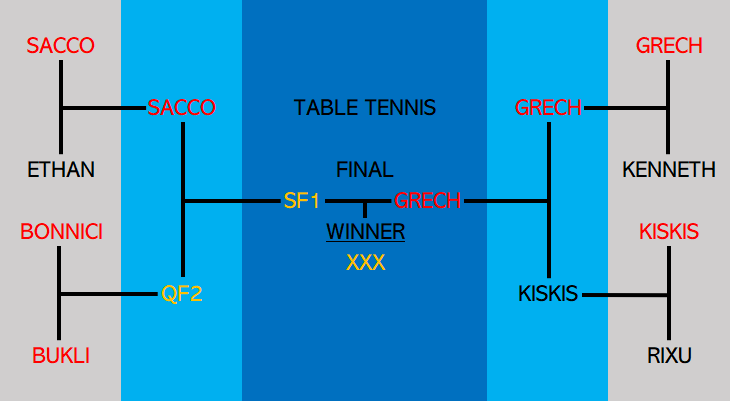 SACCO
GRECH
SACCO
TABLE TENNIS
GRECH
ETHAN
FINAL
KENNETH
SF1
GRECH
BONNICI
WINNER
KISKIS
XXX
QF2
KISKIS
BUKLI
RIXU